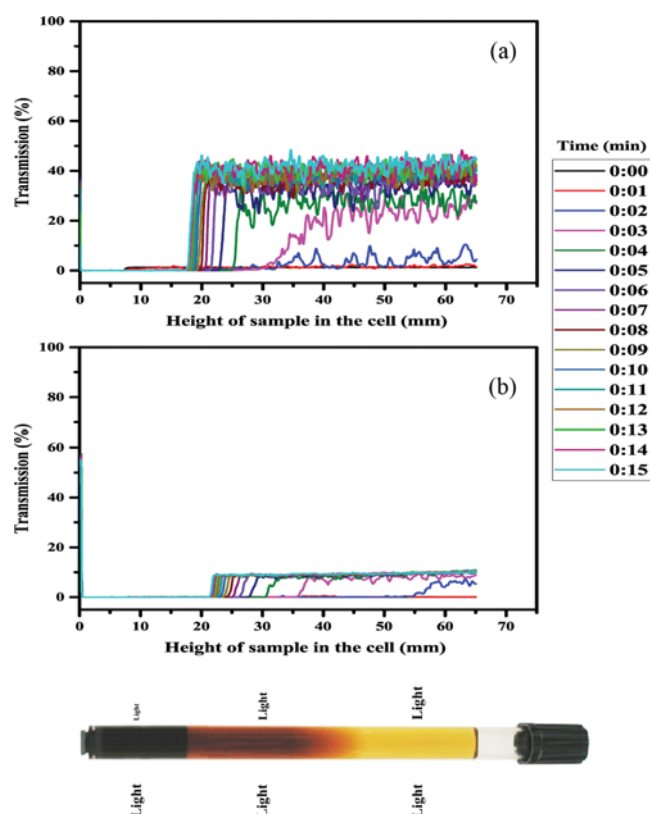 (a)
100
80
60
40
20
0
Transmission (%)
0 10 20 30 40 50 60 70
Height of sample in the cell (mm)
Time (min)
0:00
0:01
0:02
0:03
0:04
0:05
0:06
0:07
0:08
0:09
0:10
0:11
0:12
0:13
0:14
0:15
(b)
100
80
60
40
20
0
Transmission (%)
0 10 20 30 40 50 60 70
Height of sample in the cell (mm)
Light Light Light
Light Light Light